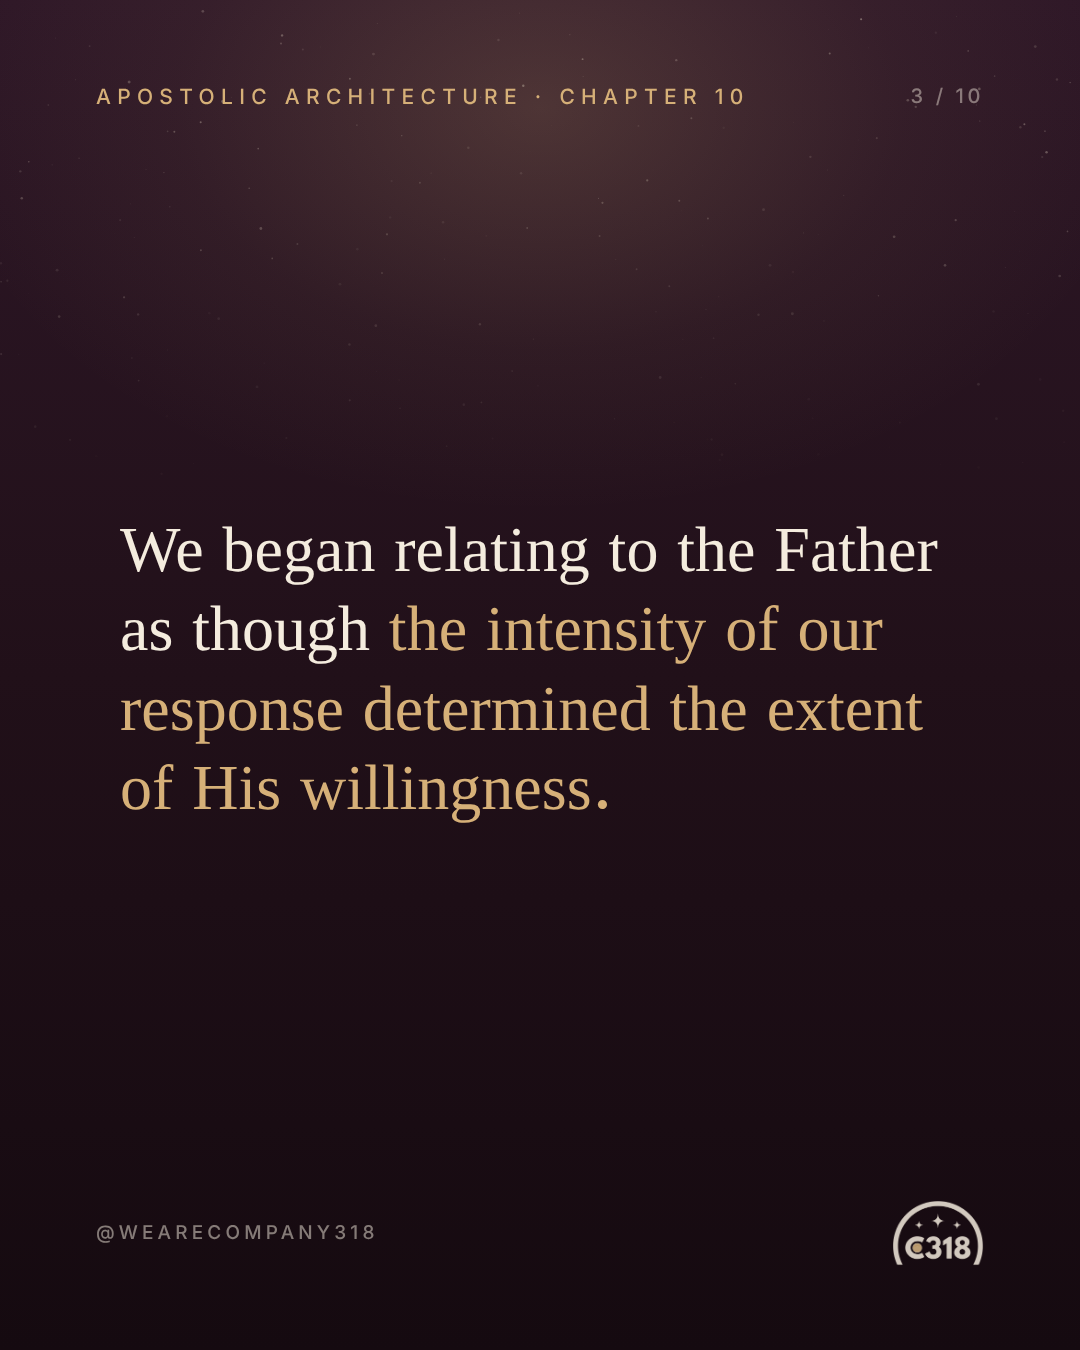 APOSTOLIC ARCHITECTURE · CHAPTER 10
3 / 10
We began relating to the Father
as though the intensity of our
response determined the extent
of His willingness.
@WEARECOMPANY318
C318